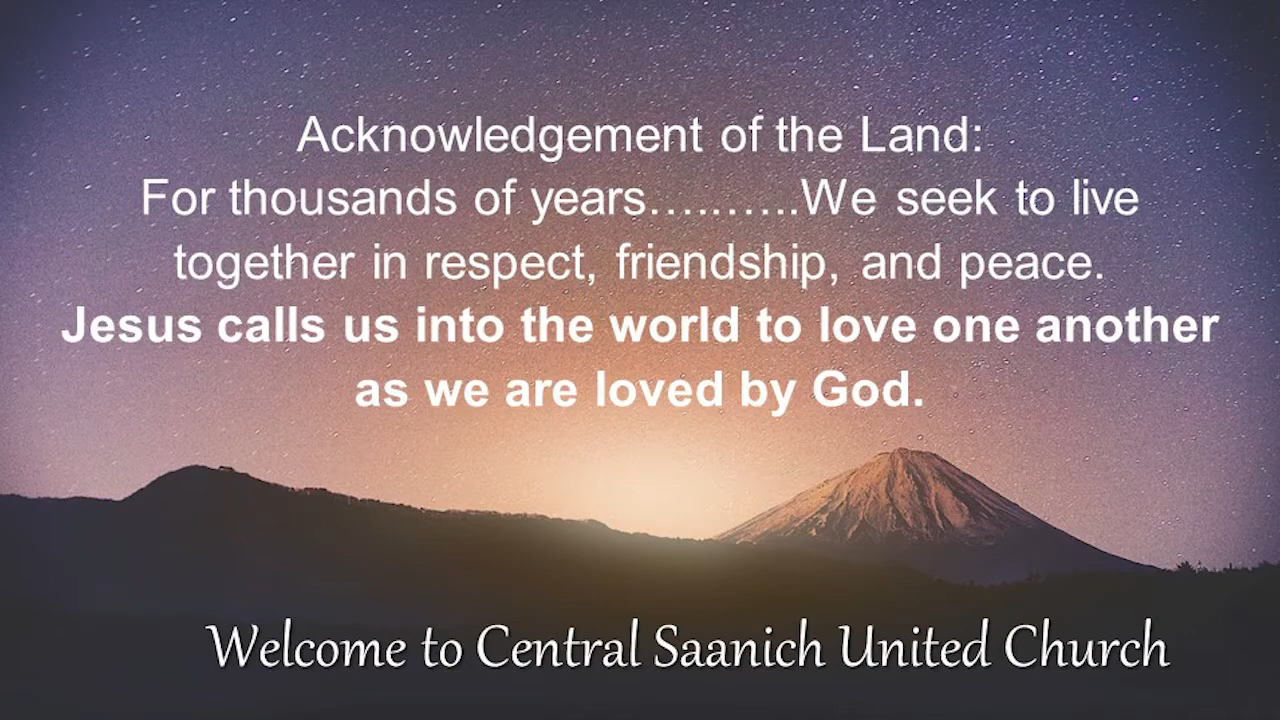 Acknowledgement of the Land:
For thousands of years……....We seek to live
together in respect, friendship, and peace.
Jesus calls us into the world to love one another
as we are loved by God.
Welcome to Central Saanich United Church